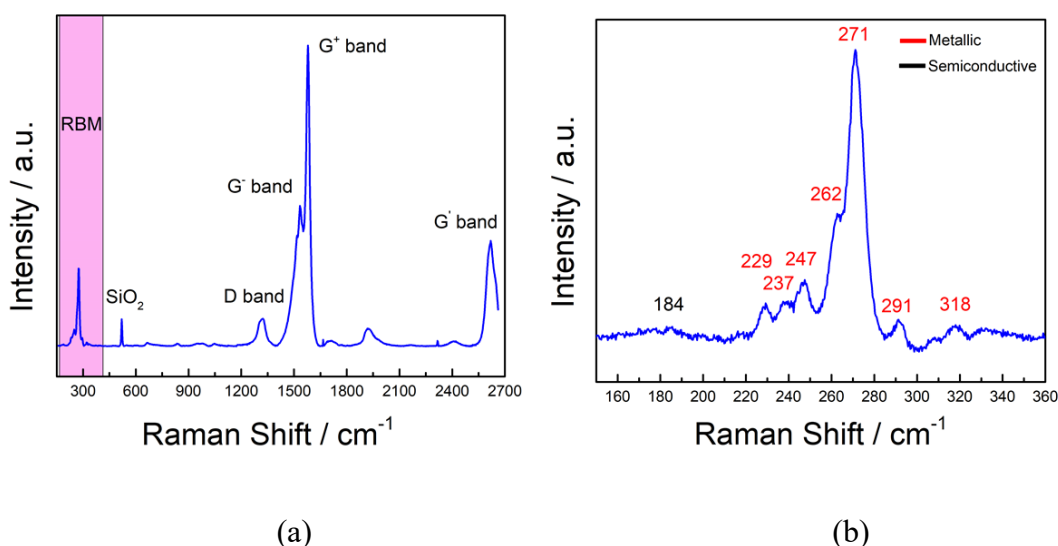 G⁺ band
RBM
G⁻ band
G' band
SiO₂
D band
Intensity / a.u.
300 600 900 1200 1500 1800 2100 2400 2700
Raman Shift / cm⁻¹
(a)
271
Metallic
Semiconductive
262
229 247
237
291 318
184
Intensity / a.u.
160 180 200 220 240 260 280 300 320 340 360
Raman Shift / cm⁻¹
(b)